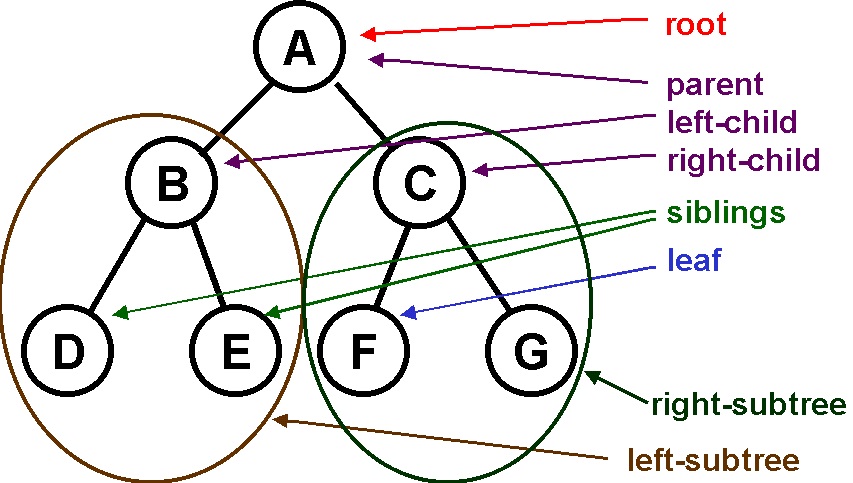 A
root
parent
left-child
B
C
right-child
siblings
leaf
D
E
F
G
right-subtree
left-subtree